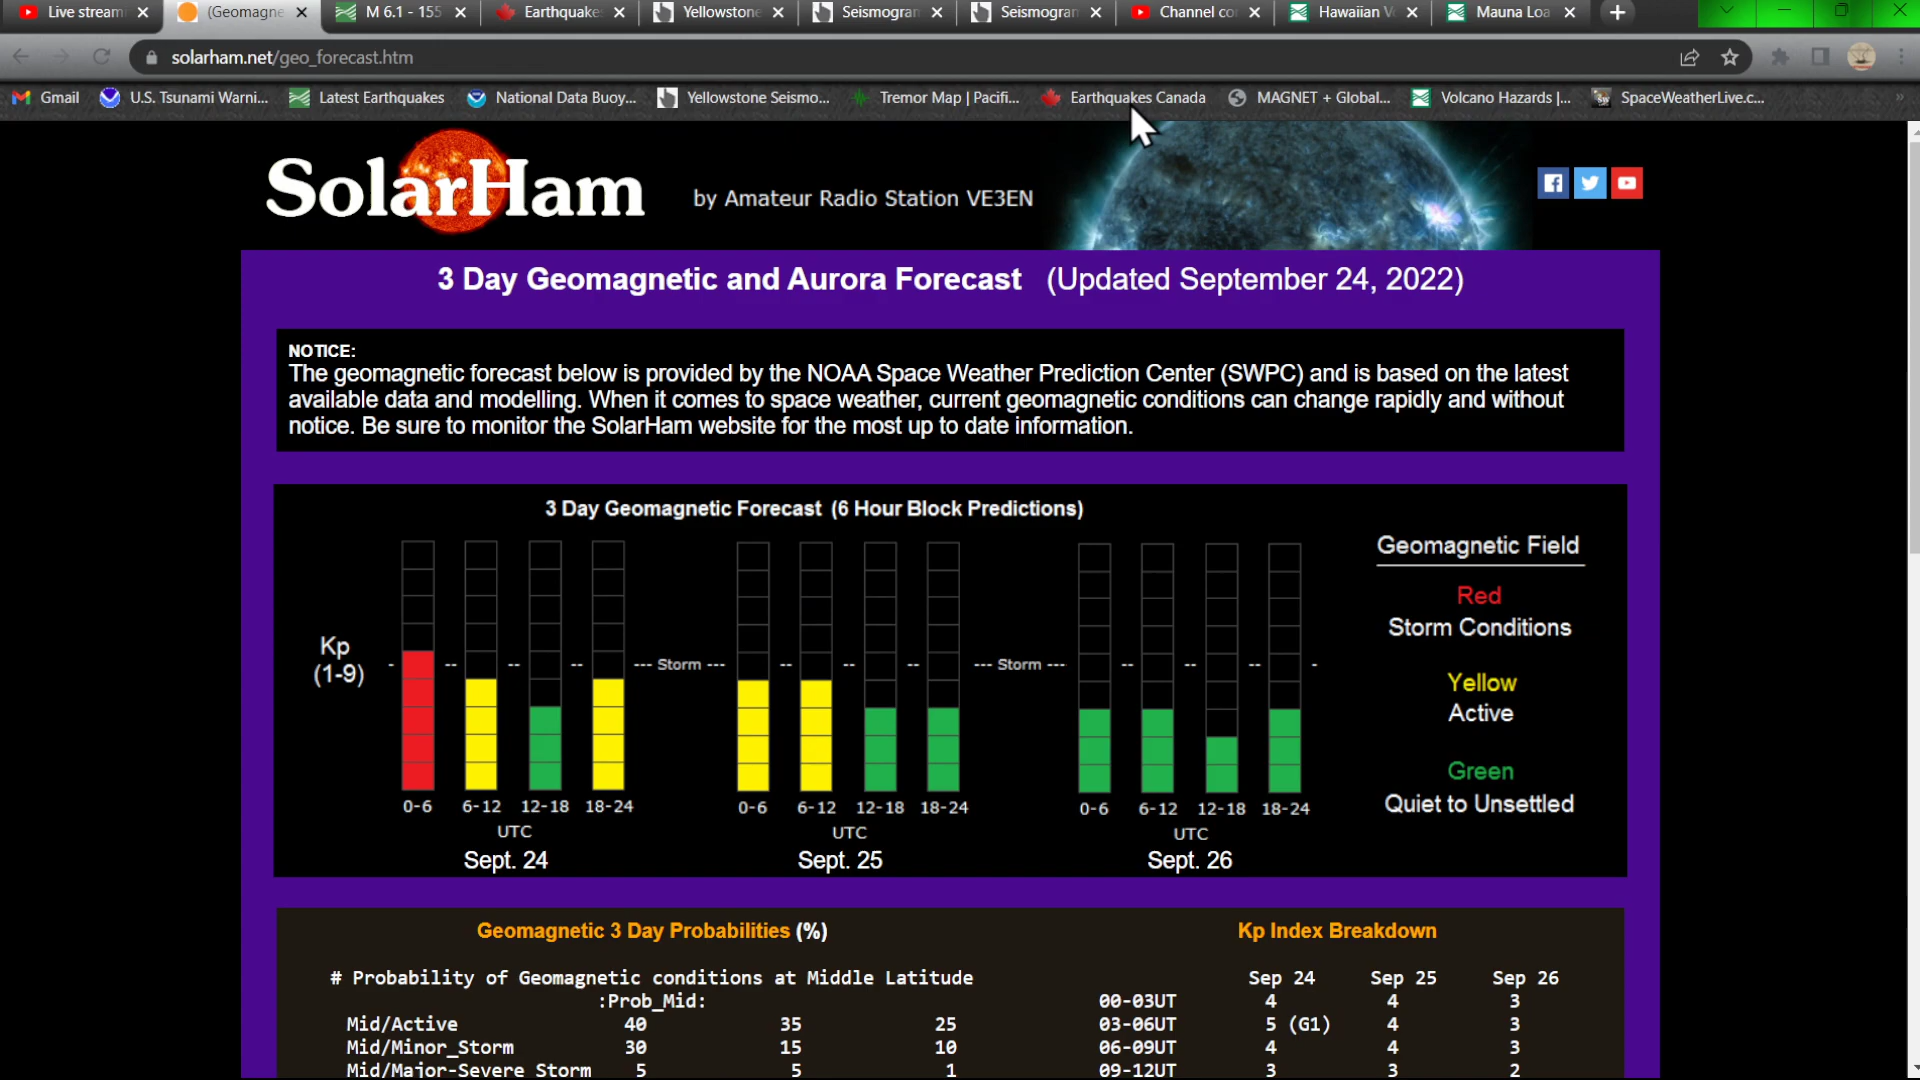 Live stream
(Geomagne
M 6.1 - 155
Earthquake
Yellowstone
Seismogram
Seismogram
Channel co
Hawaiian V
Mauna Loa
solarham.net/geo_forecast.htm
Gmail
U.S. Tsunami Warni...
Latest Earthquakes
National Data Buoy...
Yellowstone Seismo...
Tremor Map | Pacifi...
Earthquakes Canada
MAGNET + Global...
Volcano Hazards |...
SpaceWeatherLive.c...
SolarHam
by Amateur Radio Station VE3EN
3 Day Geomagnetic and Aurora Forecast (Updated September 24, 2022)
NOTICE:
The geomagnetic forecast below is provided by the NOAA Space Weather Prediction Center (SWPC) and is based on the latest
available data and modelling. When it comes to space weather, current geomagnetic conditions can change rapidly and without
notice. Be sure to monitor the SolarHam website for the most up to date information.
3 Day Geomagnetic Forecast (6 Hour Block Predictions)
Kp
(1-9)
- -- -- -- --- Storm --- -- -- -- --- Storm --- -- -- -- -
0-6 6-12 12-18 18-24
UTC
Sept. 24
0-6 6-12 12-18 18-24
UTC
Sept. 25
0-6 6-12 12-18 18-24
UTC
Sept. 26
Geomagnetic Field
Red
Storm Conditions
Yellow
Active
Green
Quiet to Unsettled
Geomagnetic 3 Day Probabilities (%)
# Probability of Geomagnetic conditions at Middle Latitude
:Prob_Mid:
Mid/Active 40 35 25
Mid/Minor_Storm 30 15 10
Mid/Major-Severe Storm 5 5 1
Kp Index Breakdown
Sep 24 Sep 25 Sep 26
00-03UT 4 4 3
03-06UT 5 (G1) 4 3
06-09UT 4 4 3
09-12UT 3 3 2